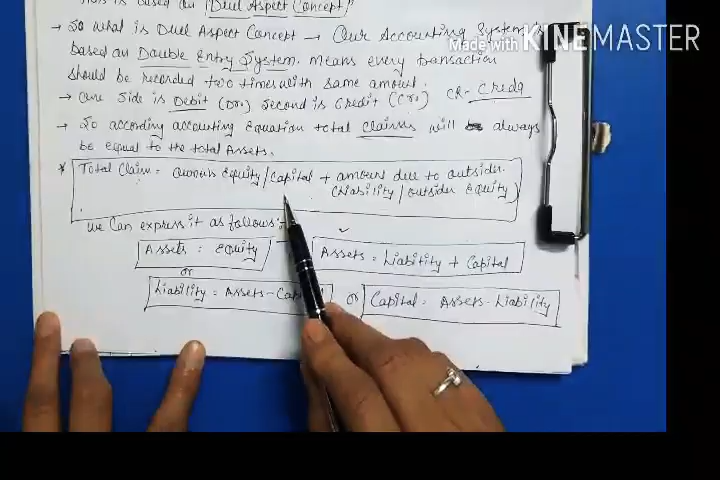 is based on "Dual Aspect Concept"
Made with KINEMASTER
→ So what is Duel Aspect Concept → Our Accounting System is
based on Double Entry System. means every transaction
should be recorded two times with same amount.
→ one side is Debit (Dr.) second is credit (Cr.) CR-
→ So according accounting Equation total claims will always
be equal to the total Assets.
* Total Claim = Owners Equity/Capital + amount due to outsider.
(Liability/outsider Equity)
We Can express it as follows:
Assets = Equity / Assets = Liability + Capital
or
Liability = Assets - or Capital = Assets - Liability